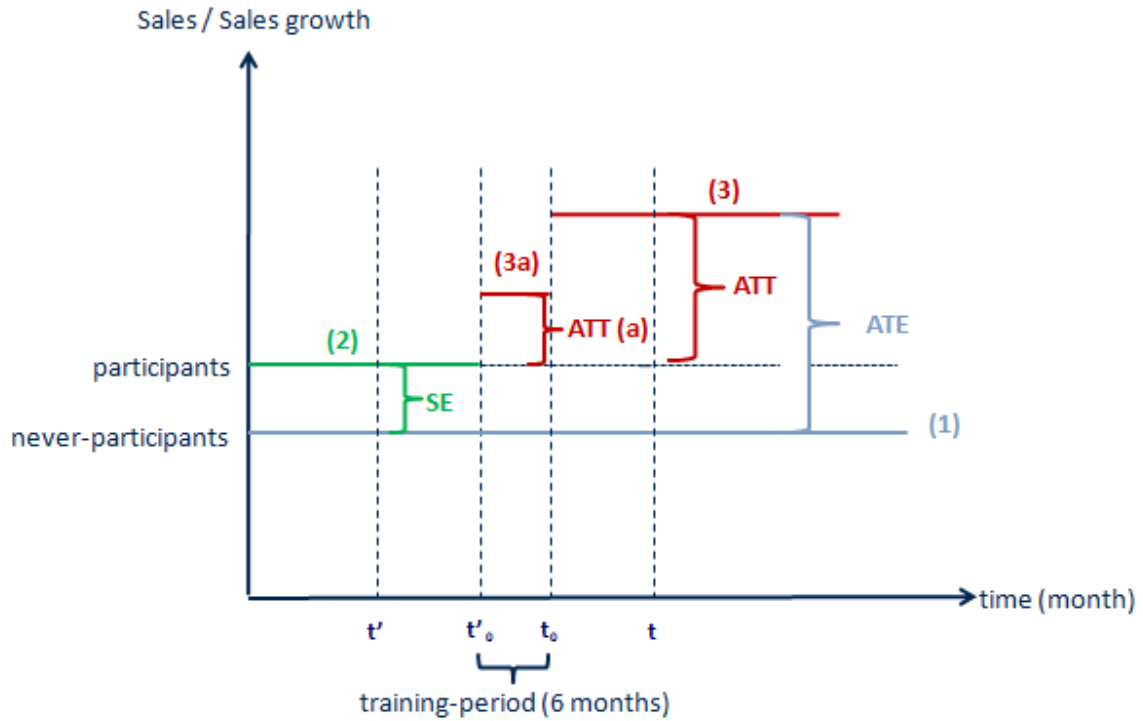 Sales / Sales growth
(3)
(3a)
ATT
ATT (a)
ATE
(2)
participants
SE
never-participants
(1)
time (month)
t'
t'₀
t₀
t
training-period (6 months)